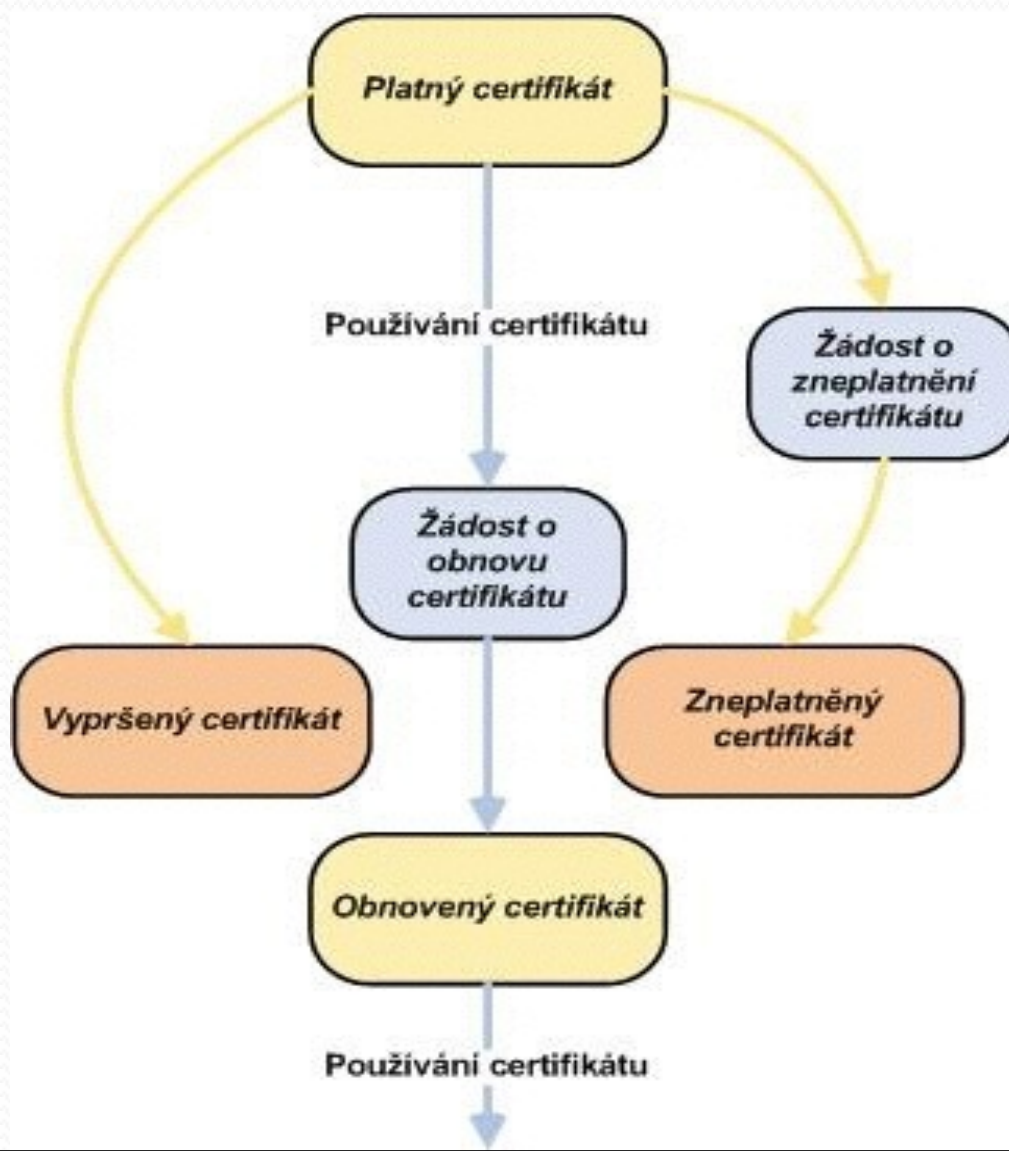 Platný certifikát
Používání certifikátu
Žádost o
zneplatnění
certifikátu
Žádost o
obnovu
certifikátu
Vypršený certifikát
Zneplatněný
certifikát
Obnovený certifikát
Používání certifikátu